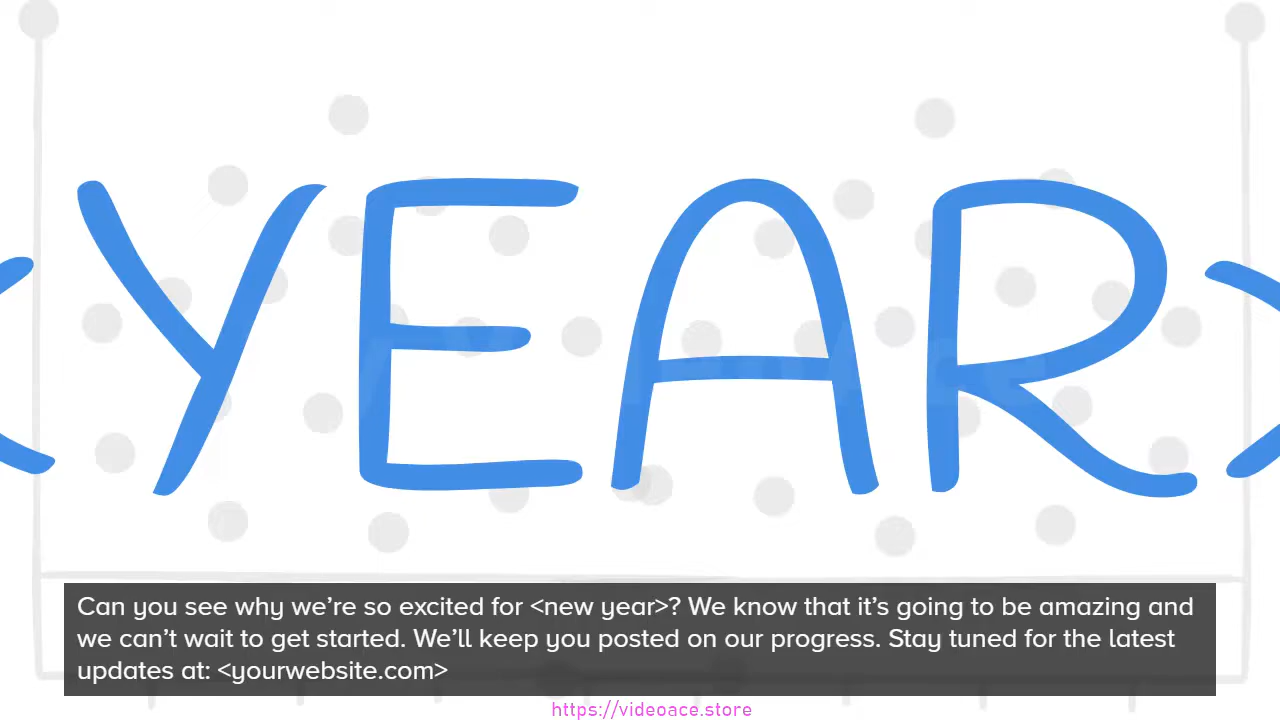 <YEAR>
Can you see why we're so excited for <new year>? We know that it's going to be amazing and
we can't wait to get started. We'll keep you posted on our progress. Stay tuned for the latest
updates at: <yourwebsite.com>
https://videoace.store